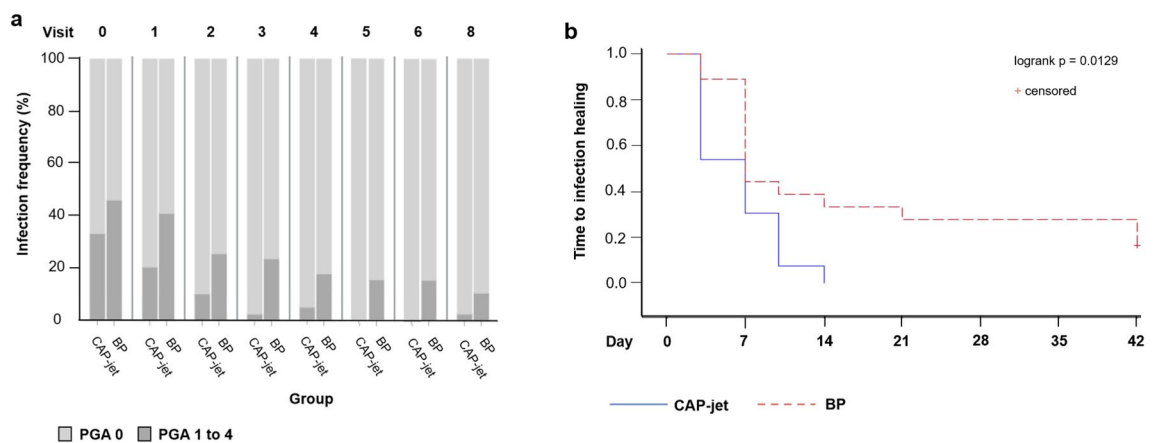 a
Visit 0 1 2 3 4 5 6 8
Infection frequency (%)
100
80
60
40
20
0
CAP-jet BP CAP-jet BP CAP-jet BP CAP-jet BP CAP-jet BP CAP-jet BP CAP-jet BP CAP-jet BP
Group
PGA 0 PGA 1 to 4
b
Time to infection healing
1.0
0.8
0.6
0.4
0.2
0.0
logrank p = 0.0129
+ censored
Day 0 7 14 21 28 35 42
CAP-jet BP